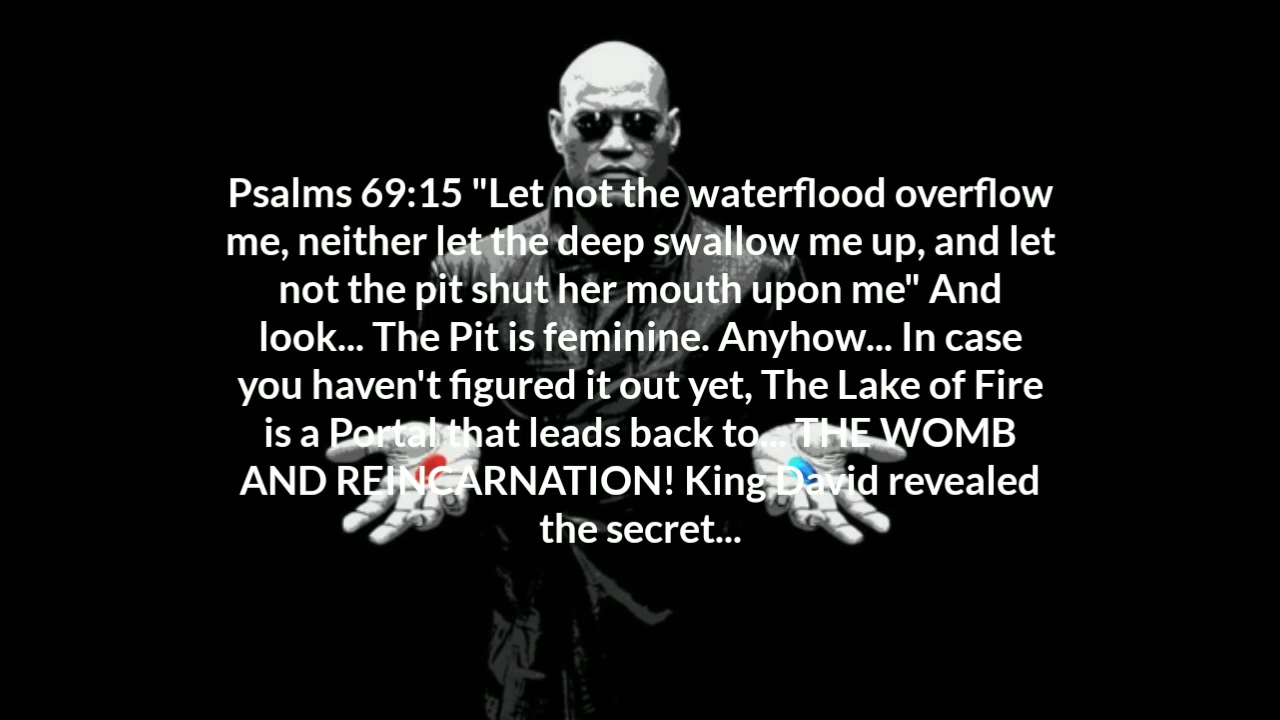 Psalms 69:15 "Let not the waterflood overflow
me, neither let the deep swallow me up, and let
not the pit shut her mouth upon me" And
look... The Pit is feminine. Anyhow... In case
you haven't figured it out yet, The Lake of Fire
is a Portal that leads back to... THE WOMB
AND REINCARNATION! King David revealed
the secret...